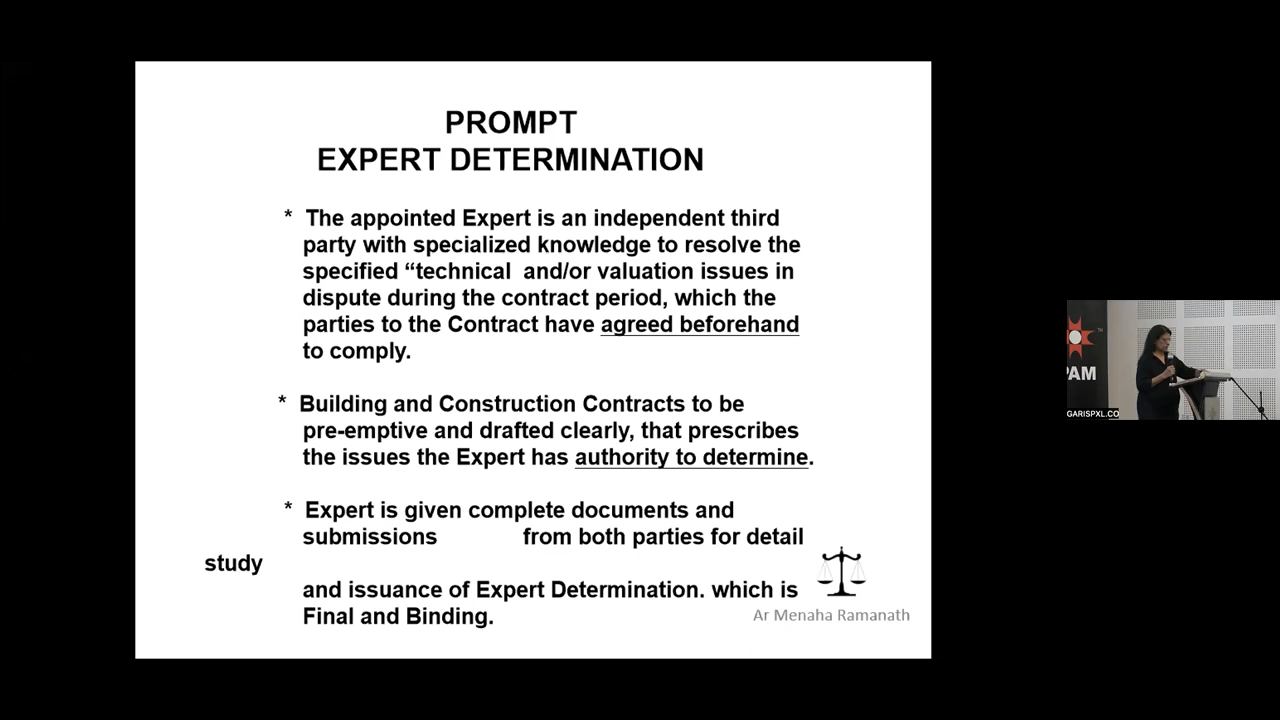 PROMPT
EXPERT DETERMINATION
* The appointed Expert is an independent third
party with specialized knowledge to resolve the
specified “technical and/or valuation issues in
dispute during the contract period, which the
parties to the Contract have agreed beforehand
to comply.
* Building and Construction Contracts to be
pre-emptive and drafted clearly, that prescribes
the issues the Expert has authority to determine.
* Expert is given complete documents and
submissions from both parties for detail
study
and issuance of Expert Determination. which is
Final and Binding.
Ar Menaha Ramanath
PAM
TM
GARISPXL.CO